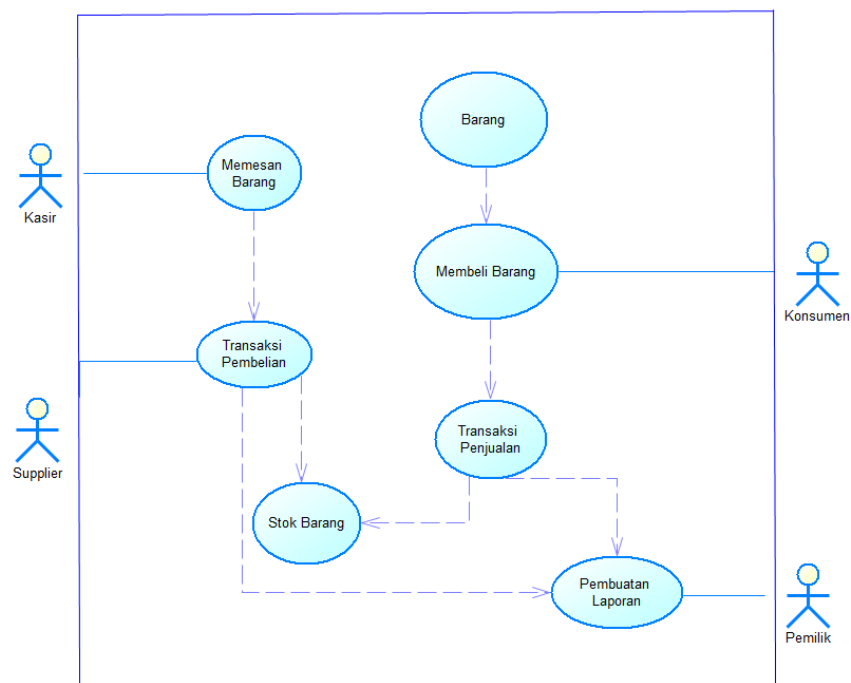 Barang
Memesan
Barang
Kasir
Membeli Barang
Konsumen
Transaksi
Pembelian
Transaksi
Penjualan
Supplier
Stok Barang
Pembuatan
Laporan
Pemilik